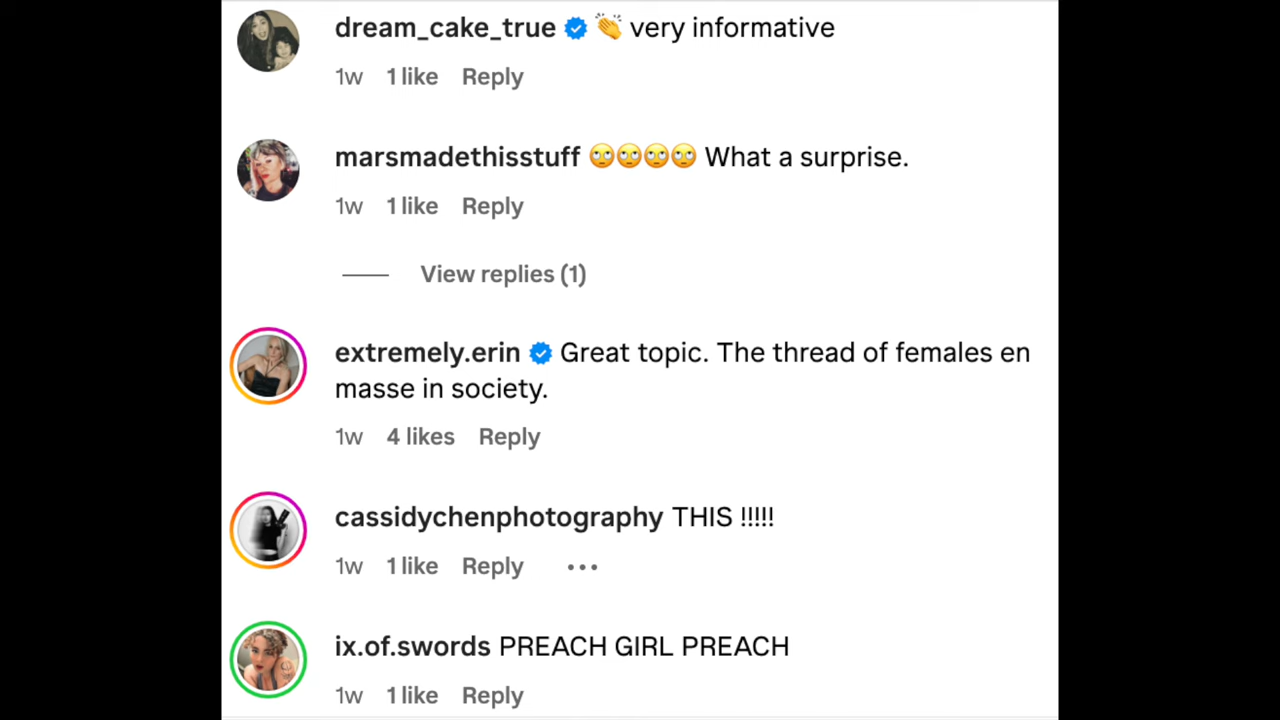 dream_cake_true 👏 very informative
1w 1 like Reply
marsmadethisstuff 🙄🙄🙄🙄 What a surprise.
1w 1 like Reply
View replies (1)
extremely.erin Great topic. The thread of females en
masse in society.
1w 4 likes Reply
cassidychenphotography THIS !!!!!
1w 1 like Reply •••
ix.of.swords PREACH GIRL PREACH
1w 1 like Reply